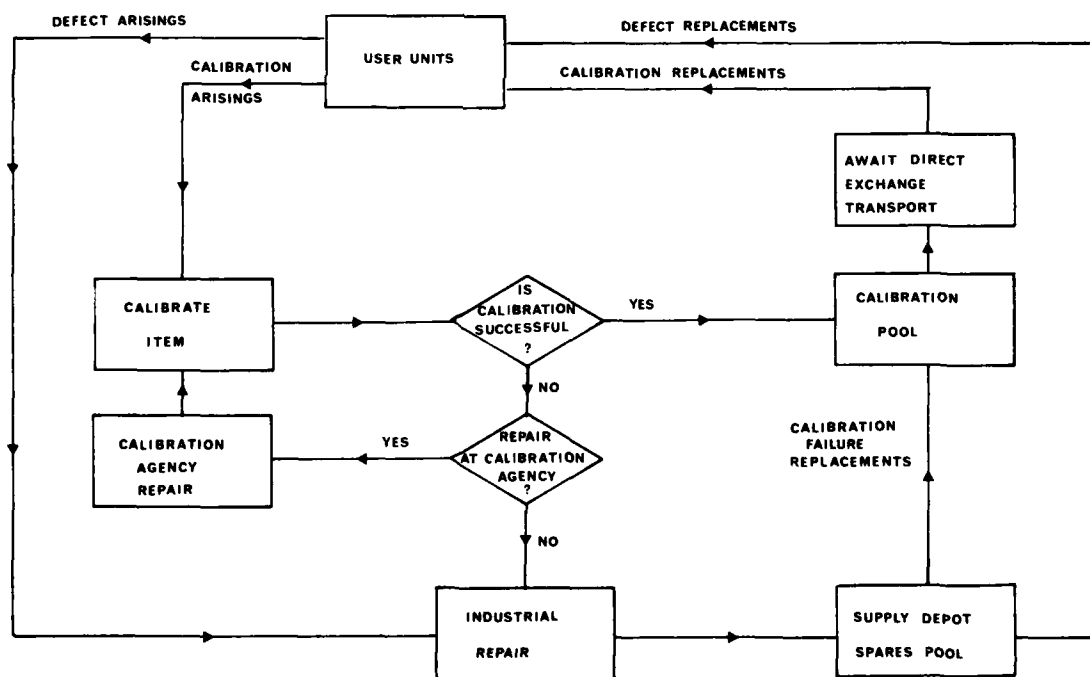 DEFECT ARISINGS
USER UNITS
DEFECT REPLACEMENTS
CALIBRATION
ARISINGS
CALIBRATION REPLACEMENTS
AWAIT DIRECT
EXCHANGE
TRANSPORT
CALIBRATE
ITEM
IS
CALIBRATION
SUCCESSFUL
?
YES
CALIBRATION
POOL
NO
CALIBRATION
AGENCY
REPAIR
YES
REPAIR
AT CALIBRATION
AGENCY
?
CALIBRATION
FAILURE
REPLACEMENTS
NO
INDUSTRIAL
REPAIR
SUPPLY DEPOT
SPARES POOL